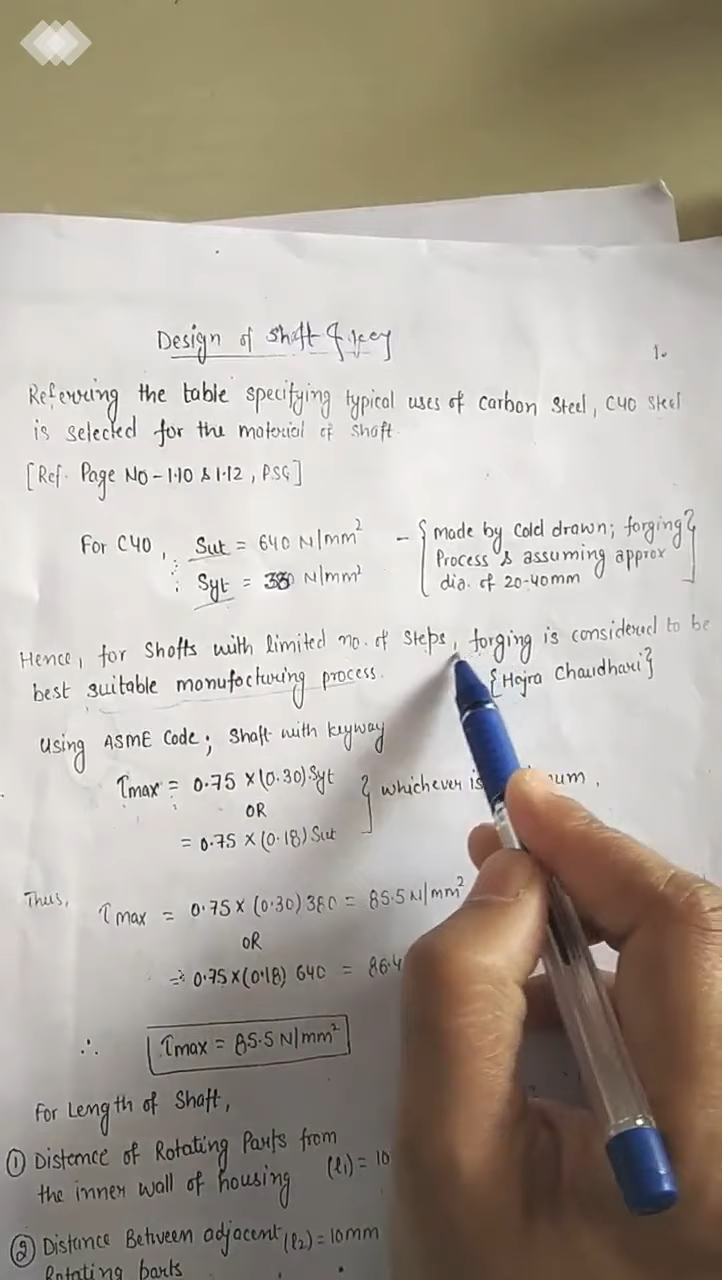 Design of Shaft & key
1.
Referring the table specifying typical uses of carbon steel, C40 steel
is selected for the material of shaft.
[Ref. Page No - 1.10 & 1.12, PSG]
For C40, Sut = 640 N/mm²
Syt = 380 N/mm²
- {made by cold drawn; forging}
Process & assuming approx
dia. of 20-40mm
Hence, for Shafts with limited no. of steps, forging is considered to be
best suitable manufacturing process.
{Hajra Chaudhari}
using ASME Code; Shaft with keyway
τmax = 0.75 × (0.30) Syt
OR
= 0.75 × (0.18) Sut
} whichever is
Thus, τmax = 0.75 × (0.30) 380 = 85.5 N/mm²
OR
⇒ 0.75 × (0.18) 640 = 86.4
∴ τmax = 85.5 N/mm²
For Length of Shaft,
① Distence of Rotating Parts from
the inner wall of housing (l1) = 10
② Distance Between adjacent (l2) = 10mm
Rotating parts